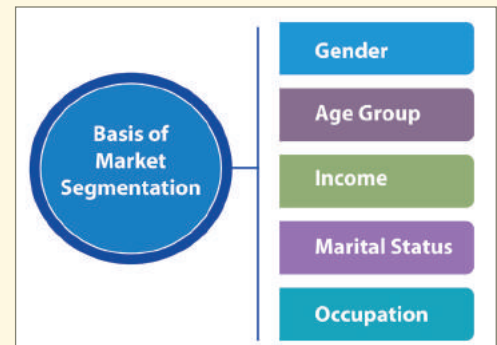 Basis of
Market
Segmentation
Gender
Age Group
Income
Marital Status
Occupation